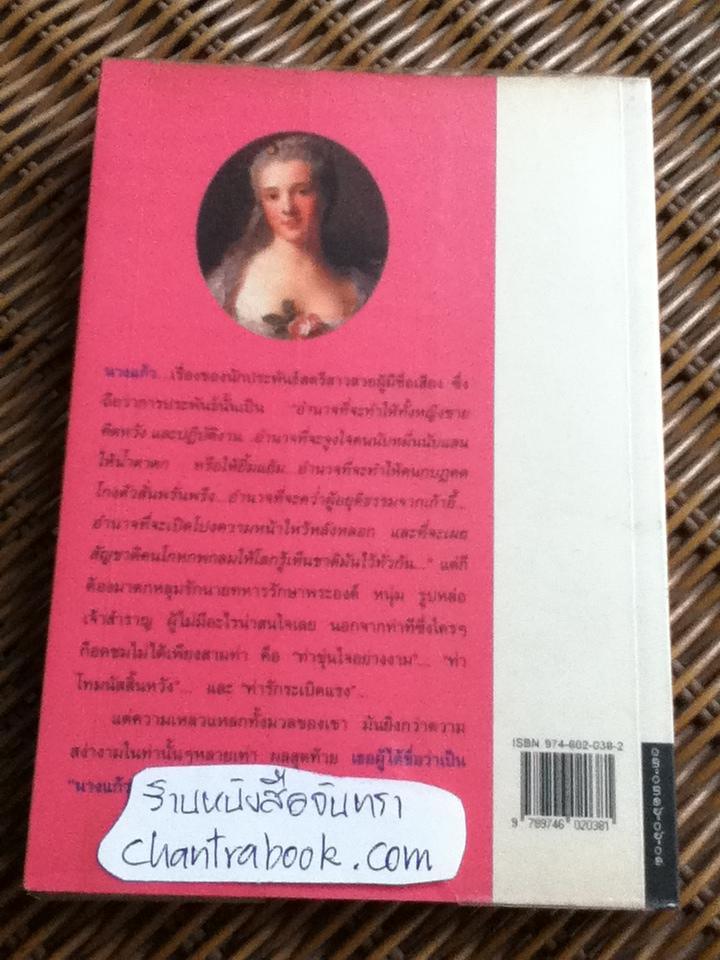 นางแก้ว...เรื่องของนักประพันธ์สตรีสาวสวยผู้มีชื่อเสียง ซึ่ง
ถือว่าการประพันธ์นั้นเป็น "อำนาจที่จะทำให้ทั้งหญิงชาย
คิดหวัง และปฏิบัติงาน อำนาจที่จะจูงใจคนนับหมื่นนับแสน
ให้น้ำตาตก หรือให้ยิ้มแย้ม อำนาจที่จะทำให้คนกบฏคด
โกงตัวสั่นพรั่นพรึง...อำนาจที่จะคว่ำผู้อยุติธรรมจากเก้าอี้...
อำนาจที่จะเปิดโปงความหน้าไหว้หลังหลอก และที่จะเผย
สัญชาติคนโกหกพกลมให้โลกรู้เห็นชาติมันไว้ทั่วกัน..." แต่ก็
ต้องมาตกหลุมรักนายทหารรักษาพระองค์ หนุ่ม รูปหล่อ
เจ้าสำราญ ผู้ไม่มีอะไรน่าสนใจเลย นอกจากท่าทีซึ่งใครๆ
ก็อดชมไม่ได้เพียงสามท่า คือ "ท่าขุ่นใจอย่างงาม"... "ท่า
โทมนัสสิ้นหวัง"... และ "ท่ารักระเบิดแรง"...
แต่ความเหลวแหลกทั้งมวลของเขา มันยิ่งกว่าความ
สง่างามในท่านั้นๆหลายเท่า ผลสุดท้าย เธอผู้ได้ชื่อว่าเป็น
"นางแก้ว
ร้านหนังสือจันทรา
chantrabook.com
ISBN 974-602-038-2
9 789746 020381